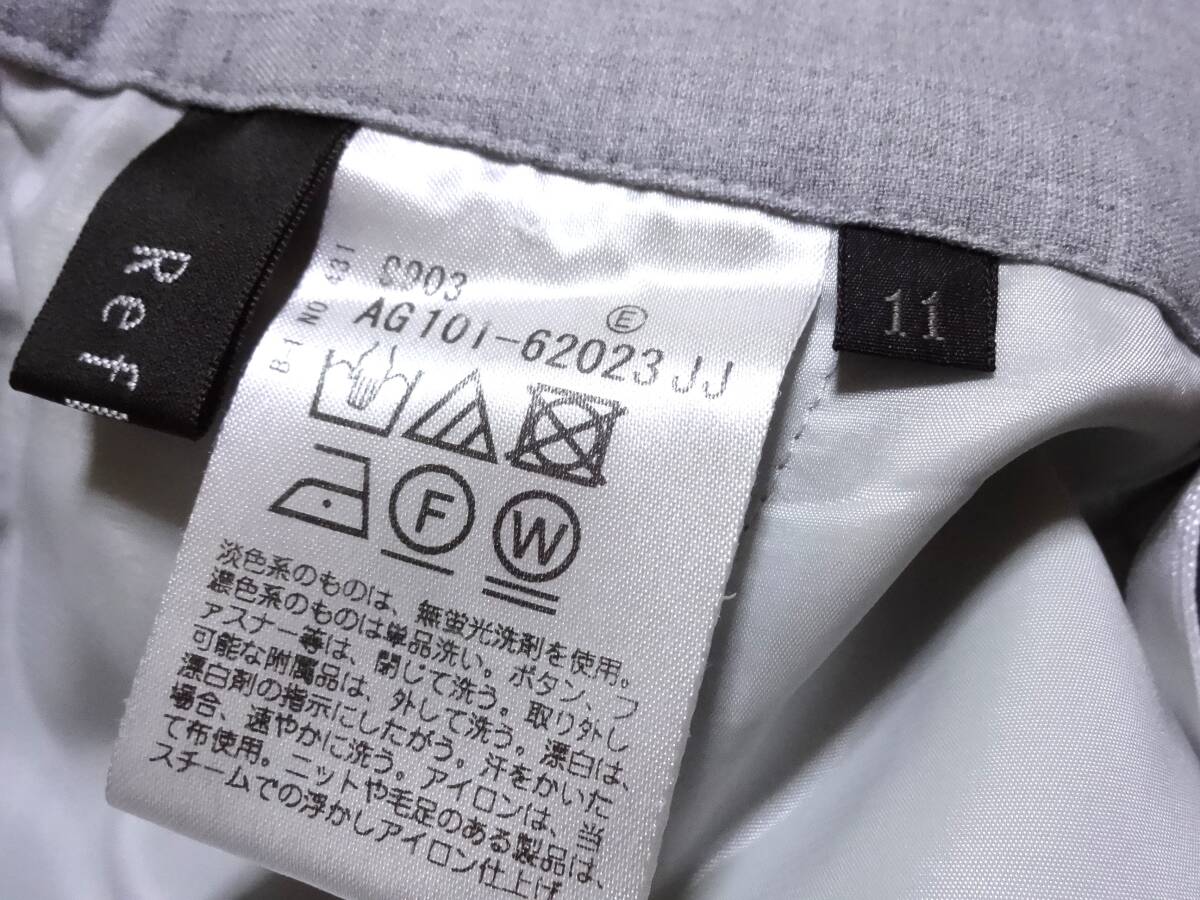 Ref
11
AG101-62023 JJ
E
F
W
淡色系のものは、無蛍光洗剤を使用。
濃色系のものは単品洗い。ボタン、フ
ァスナー等は、閉じて洗う。取り外し
可能な附属品は、外して洗う。漂白は、
漂白剤の指示にしたがう。汗をかいた
場合、速やかに洗う。アイロンは、当
て布使用。ニットや毛足のある製品は、
スチームでの浮かしアイロン仕上げ